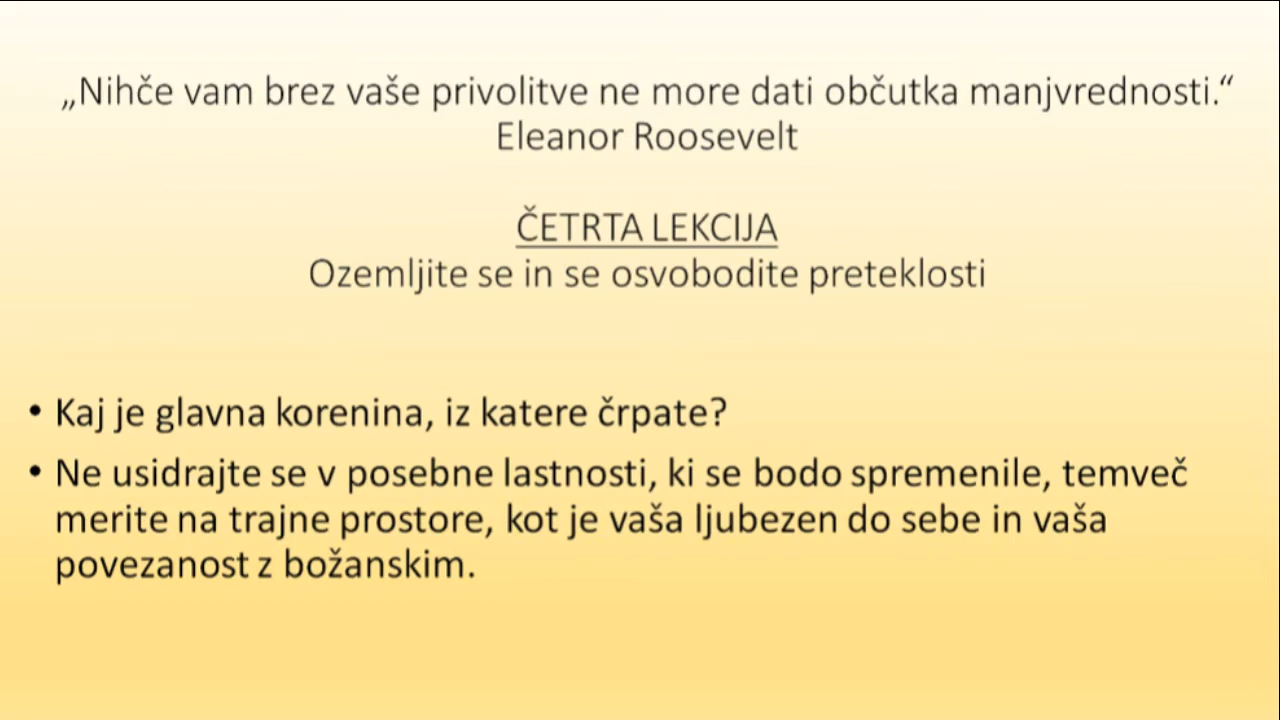 „Nihče vam brez vaše privolitve ne more dati občutka manjvrednosti.“
Eleanor Roosevelt
ČETRTA LEKCIJA
Ozemljite se in se osvobodite preteklosti
• Kaj je glavna korenina, iz katere črpate?
• Ne usidrajte se v posebne lastnosti, ki se bodo spremenile, temveč
merite na trajne prostore, kot je vaša ljubezen do sebe in vaša
povezanost z božanskim.